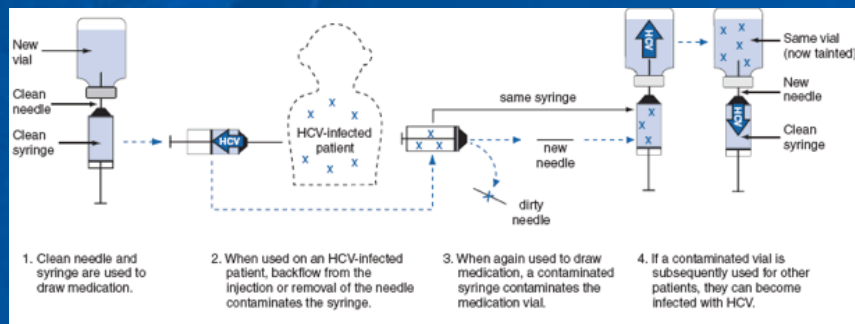 New
vial
Clean
needle
Clean
syringe
HCV
HCV-infected
patient
same syringe
new
needle
dirty
needle
HCV
Same vial
(now tainted)
New
needle
HCV
Clean
syringe
1. Clean needle and
syringe are used to
draw medication.
2. When used on an HCV-infected
patient, backflow from the
injection or removal of the needle
contaminates the syringe.
3. When again used to draw
medication, a contaminated
syringe contaminates the
medication vial.
4. If a contaminated vial is
subsequently used for other
patients, they can become
infected with HCV.